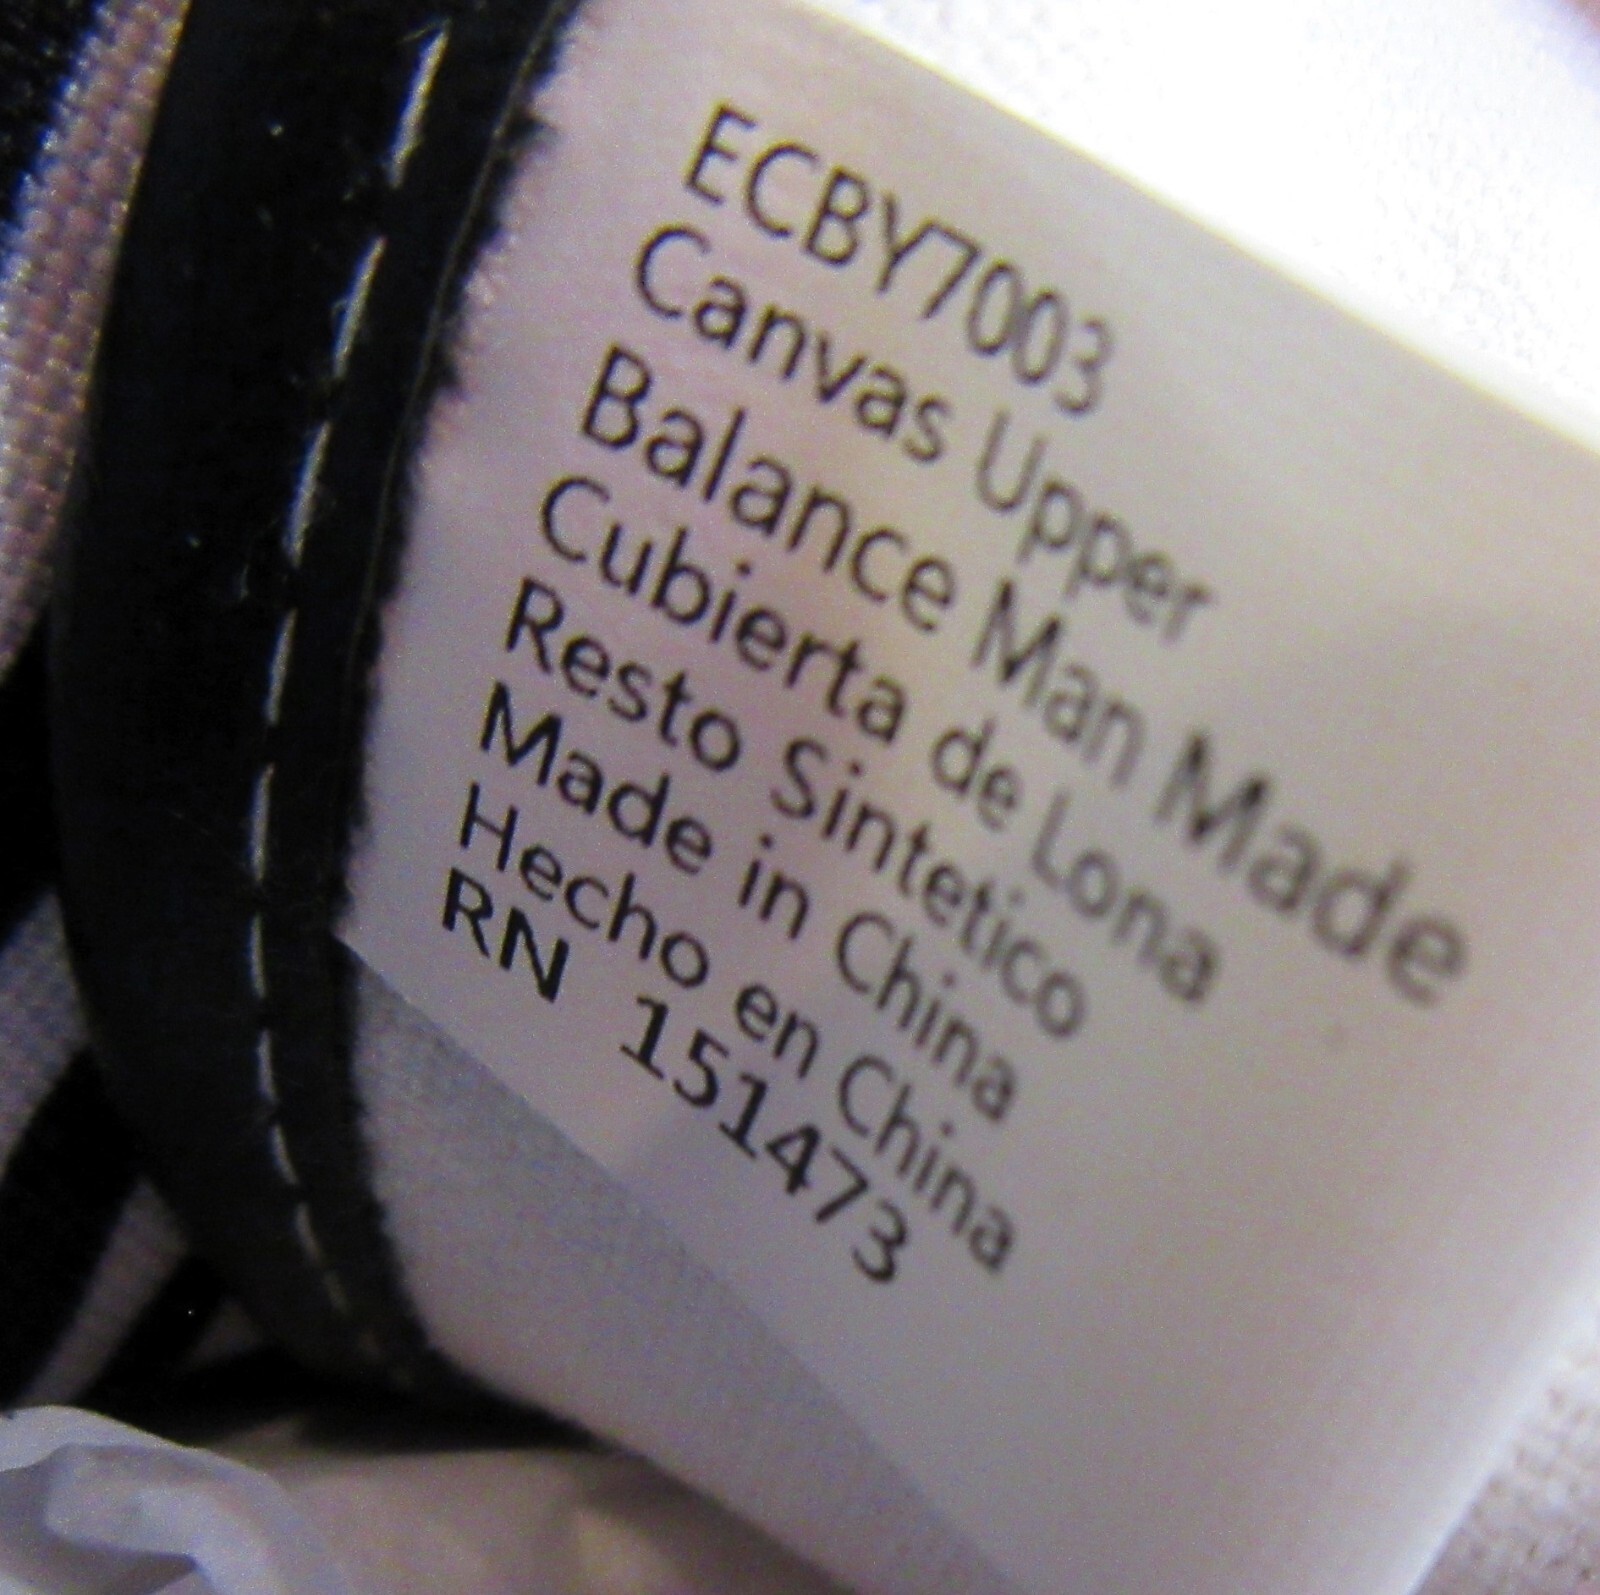 ECBY7003
Canvas Upper
Balance Man Made
Cubierta de Lona
Resto Sintetico
Made in China
Hecho en China
RN 151473